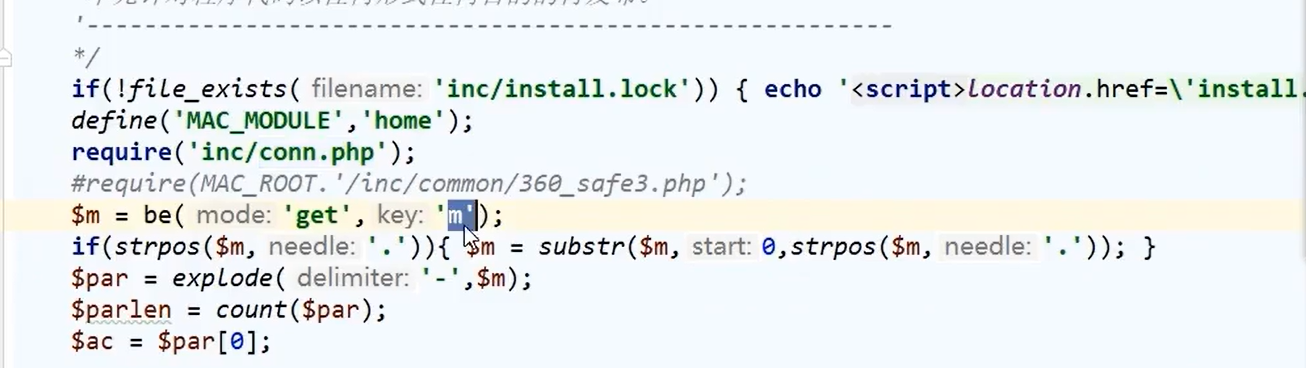 '--------------------------------------------------------
*/
if(!file_exists( filename: 'inc/install.lock')) { echo '<script>location.href=\'install.
define('MAC_MODULE','home');
require('inc/conn.php');
#require(MAC_ROOT.'/inc/common/360_safe3.php');
$m = be( mode: 'get', key: 'm');
if(strpos($m, needle: '.')){ $m = substr($m, start: 0,strpos($m, needle: '.')); }
$par = explode( delimiter: '-',$m);
$parlen = count($par);
$ac = $par[0];